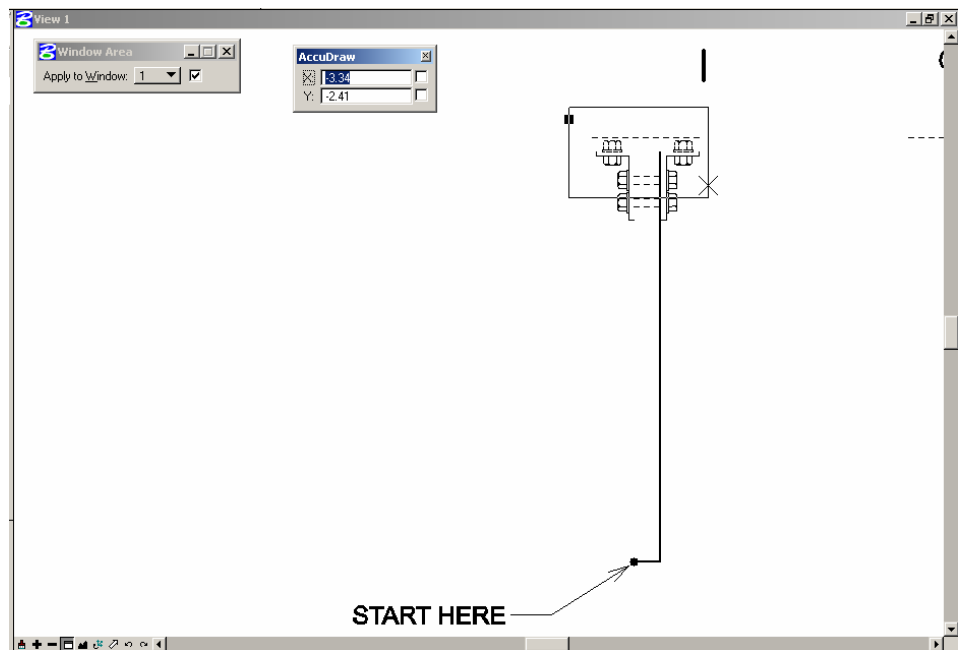 View 1
Window Area
Apply to Window: 1
AccuDraw
X: -3.34
Y: -2.41
START HERE